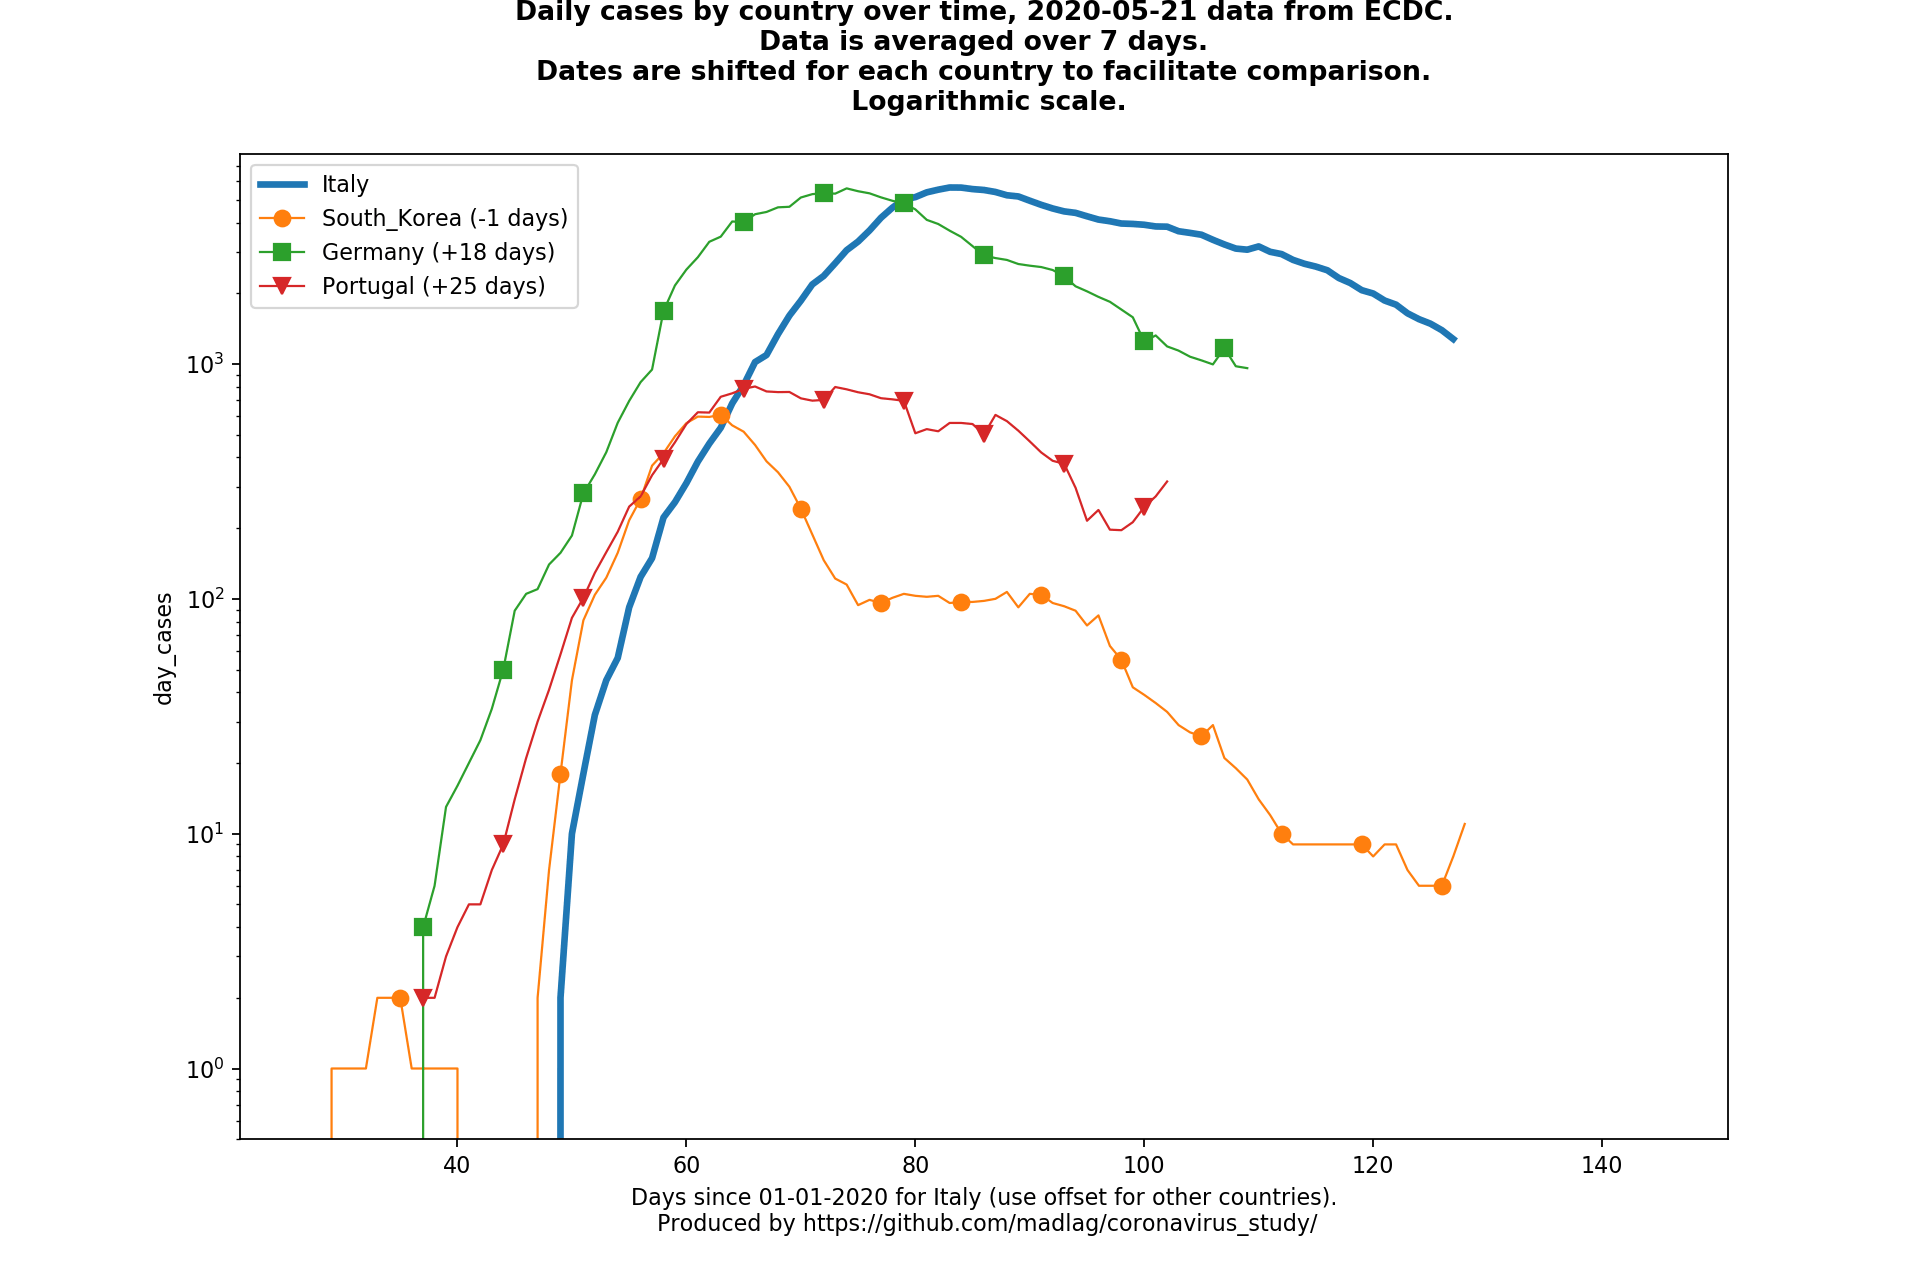 Daily cases by country over time, 2020-05-21 data from ECDC.
Data is averaged over 7 days.
Dates are shifted for each country to facilitate comparison.
Logarithmic scale.
Italy
South_Korea (-1 days)
Germany (+18 days)
Portugal (+25 days)
10³
10²
10¹
10⁰
day_cases
40 60 80 100 120 140
Days since 01-01-2020 for Italy (use offset for other countries).
Produced by https://github.com/madlag/coronavirus_study/